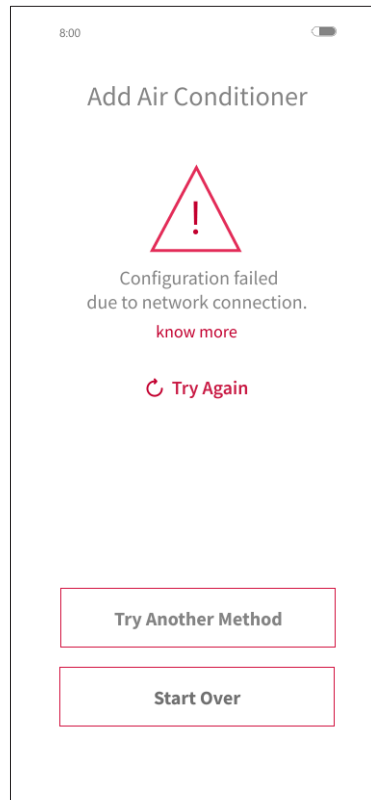 8:00
Add Air Conditioner
!
Configuration failed
due to network connection.
know more
Try Again
Try Another Method
Start Over